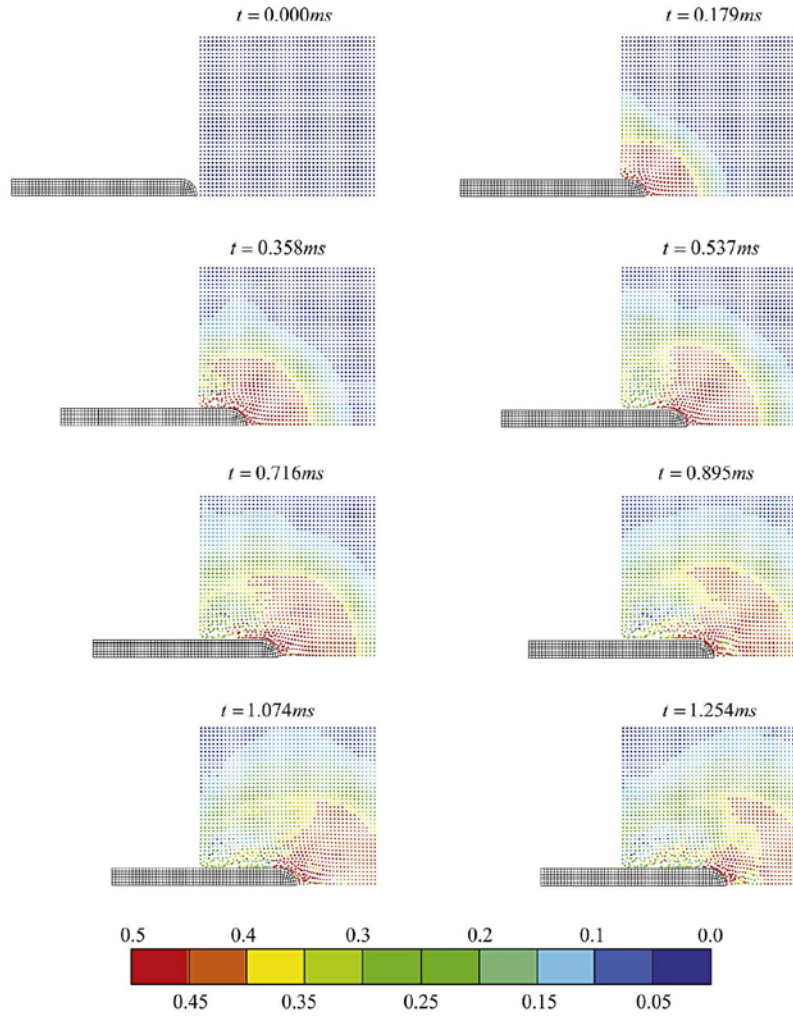 t = 0.000ms
t = 0.179ms
t = 0.358ms
t = 0.537ms
t = 0.716ms
t = 0.895ms
t = 1.074ms
t = 1.254ms
0.5 0.4 0.3 0.2 0.1 0.0
0.45 0.35 0.25 0.15 0.05